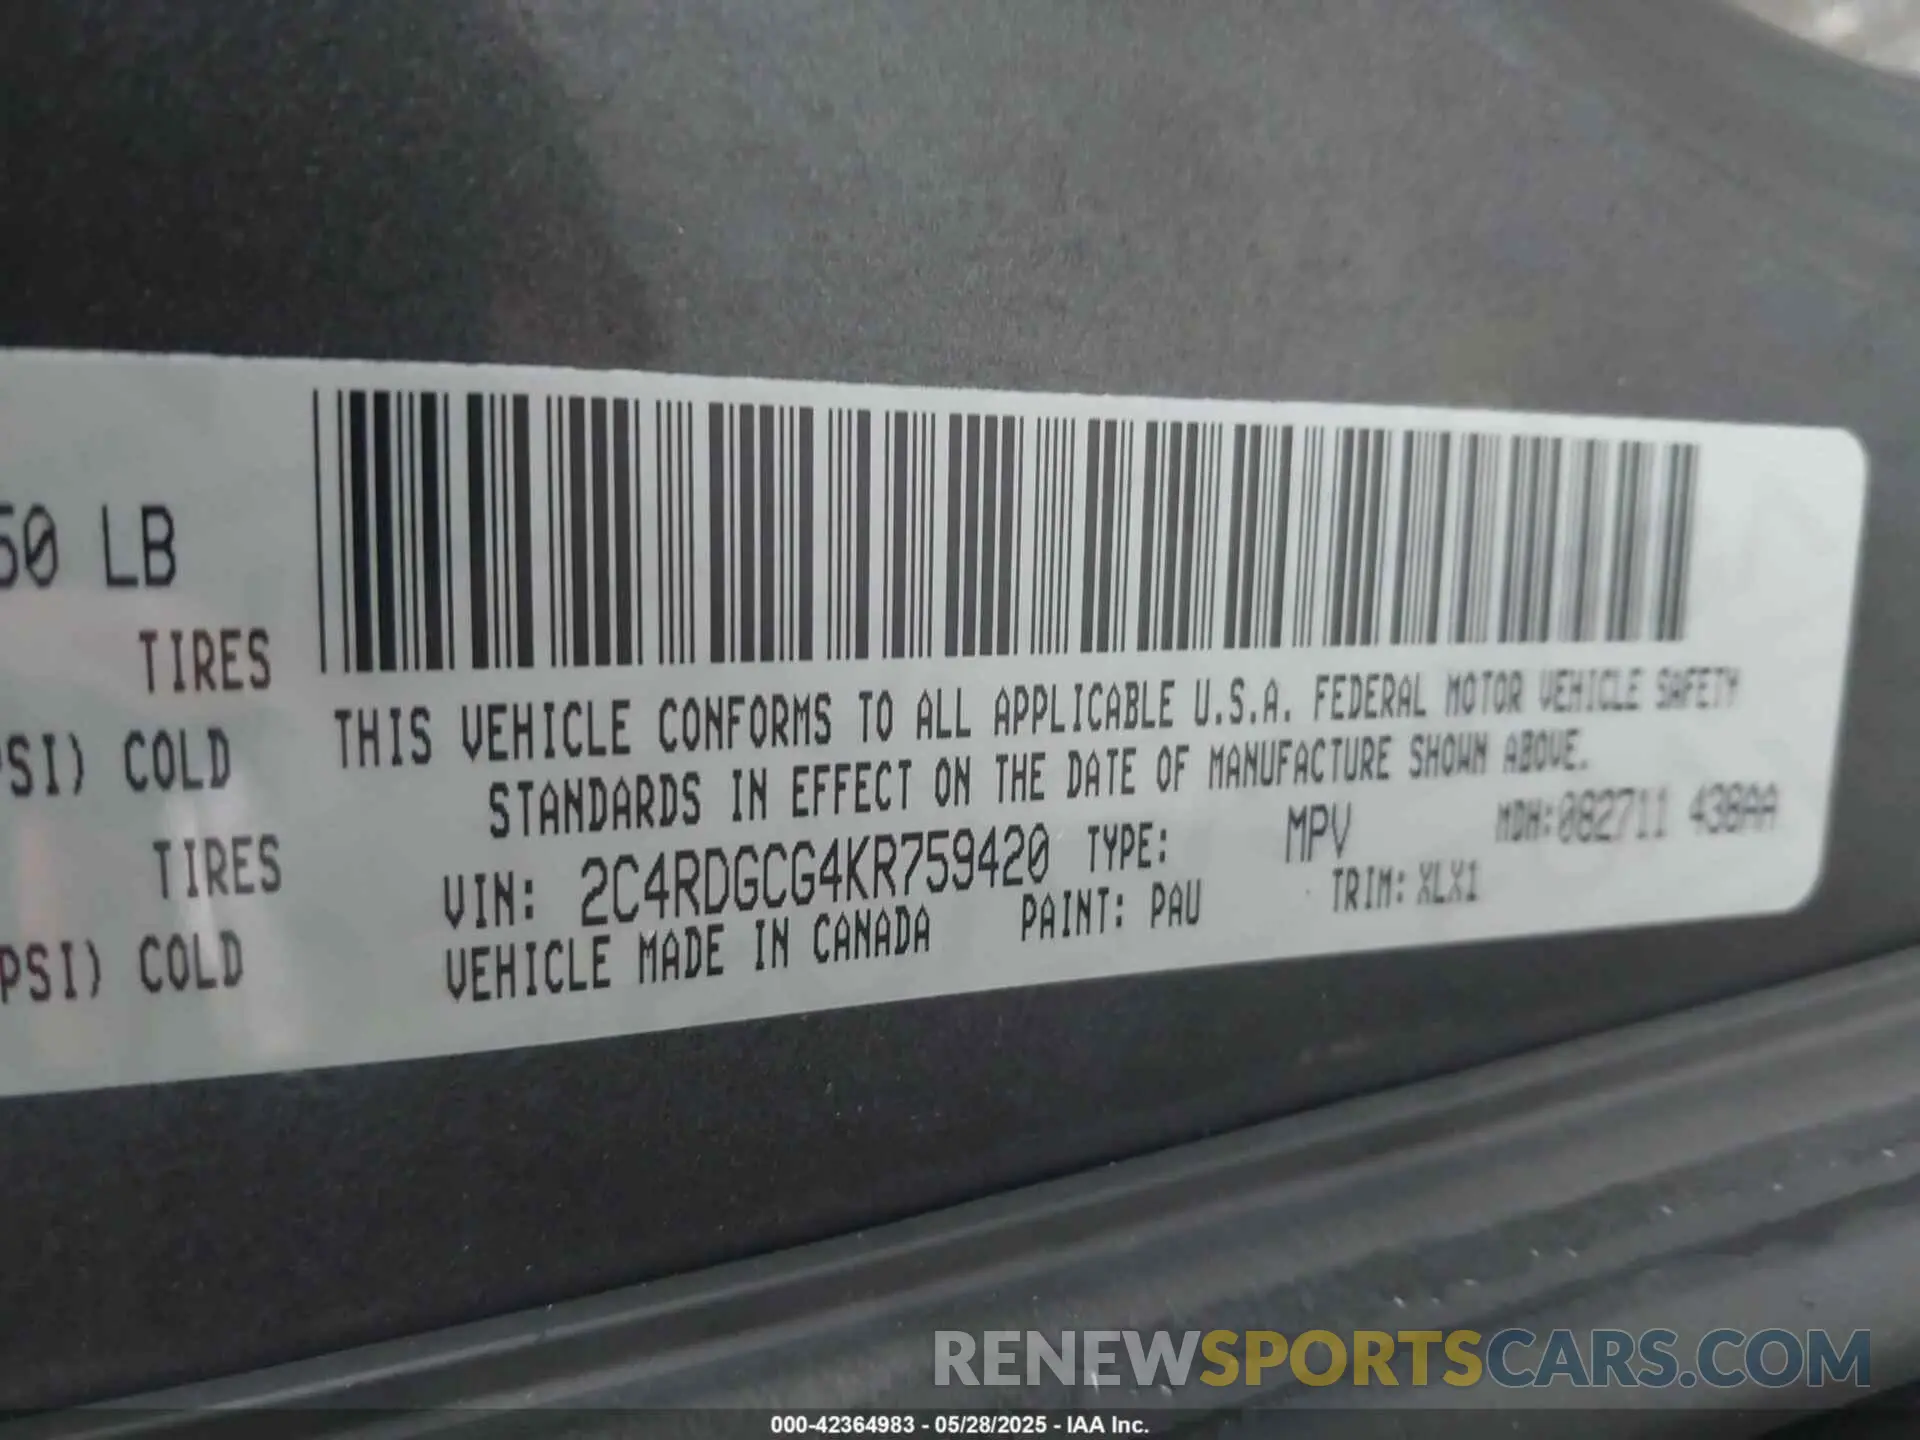 50 LB
TIRES
PSI) COLD
TIRES
PSI) COLD
THIS VEHICLE CONFORMS TO ALL APPLICABLE U.S.A. FEDERAL MOTOR VEHICLE SAFETY
STANDARDS IN EFFECT ON THE DATE OF MANUFACTURE SHOWN ABOVE.
VIN: 2C4RDGCG4KR759420 TYPE: MPV MDH:082711 438AA
VEHICLE MADE IN CANADA PAINT: PAU TRIM: XLX1
RENEWSPORTSCARS.COM
000-42364983 - 05/28/2025 - IAA Inc.